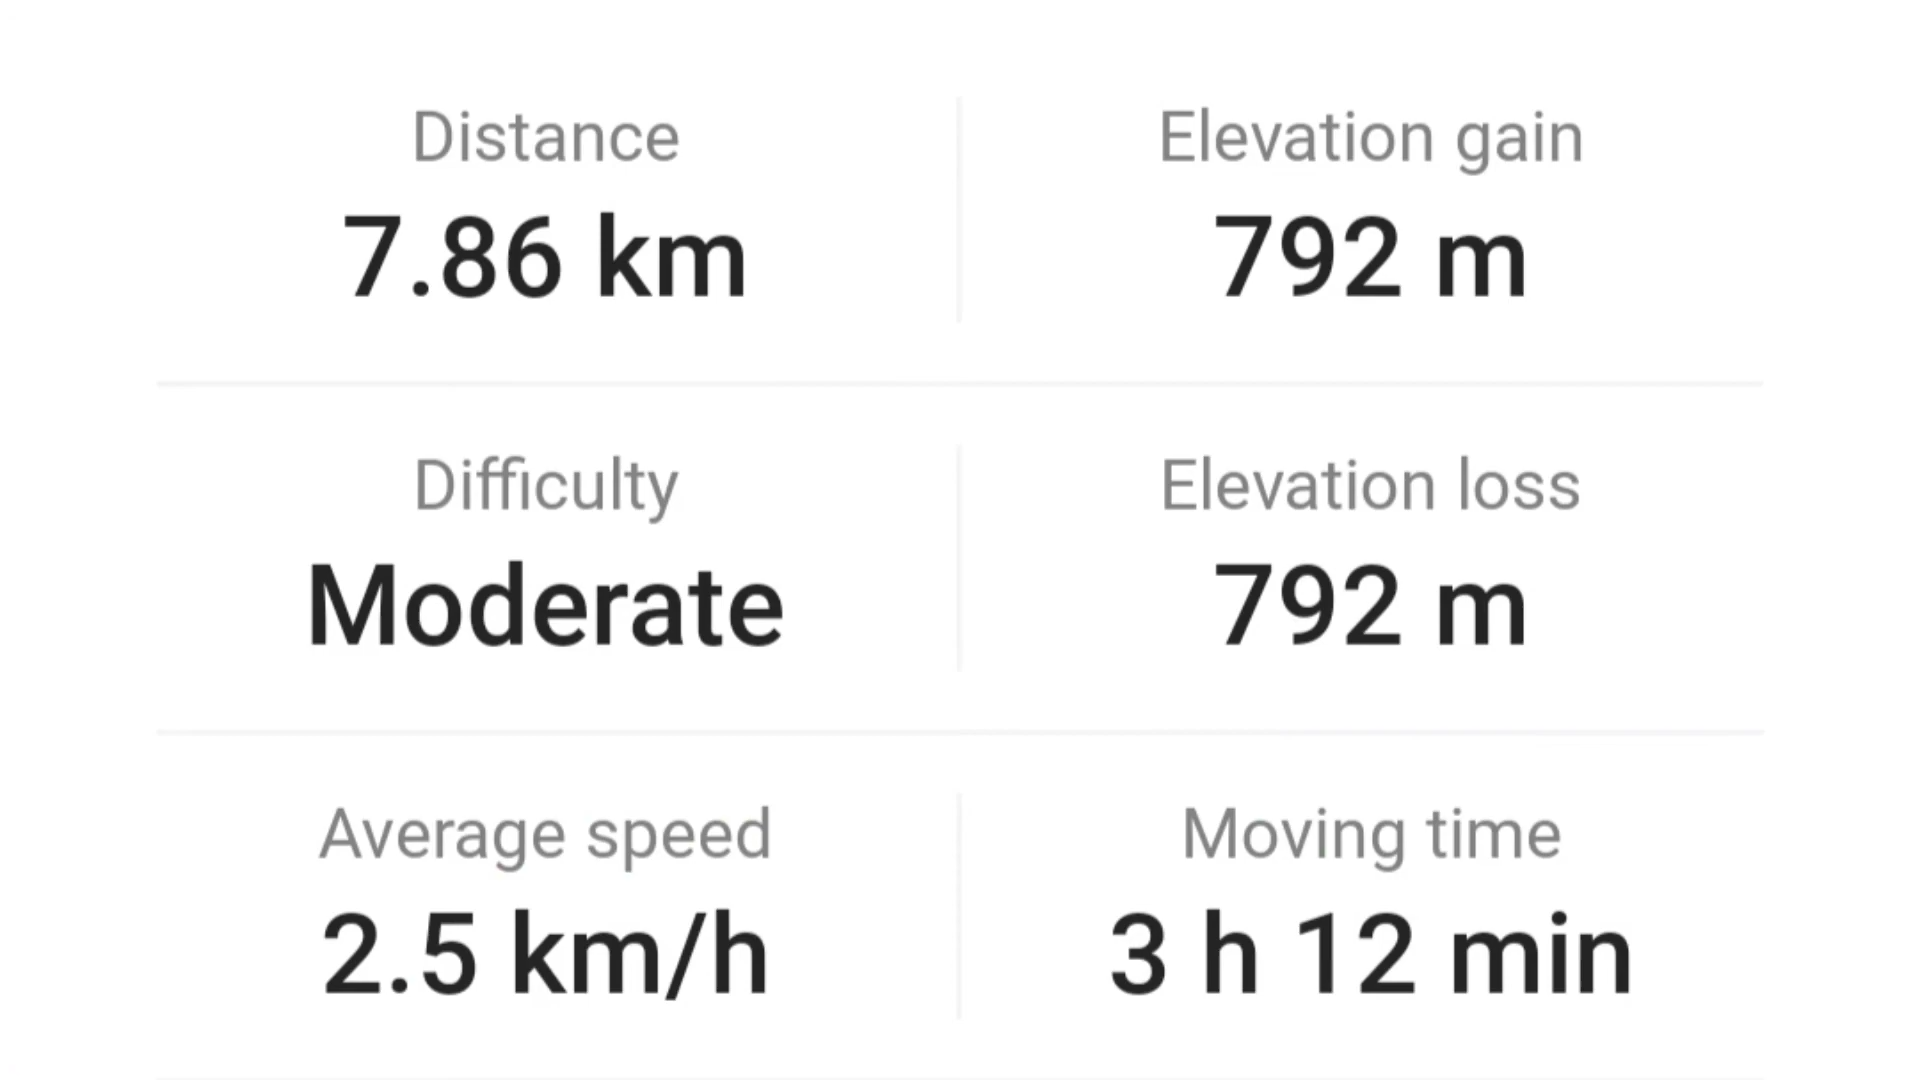 Distance
Elevation gain
7.86 km
792 m
Difficulty
Elevation loss
Moderate
792 m
Average speed
Moving time
2.5 km/h
3 h 12 min